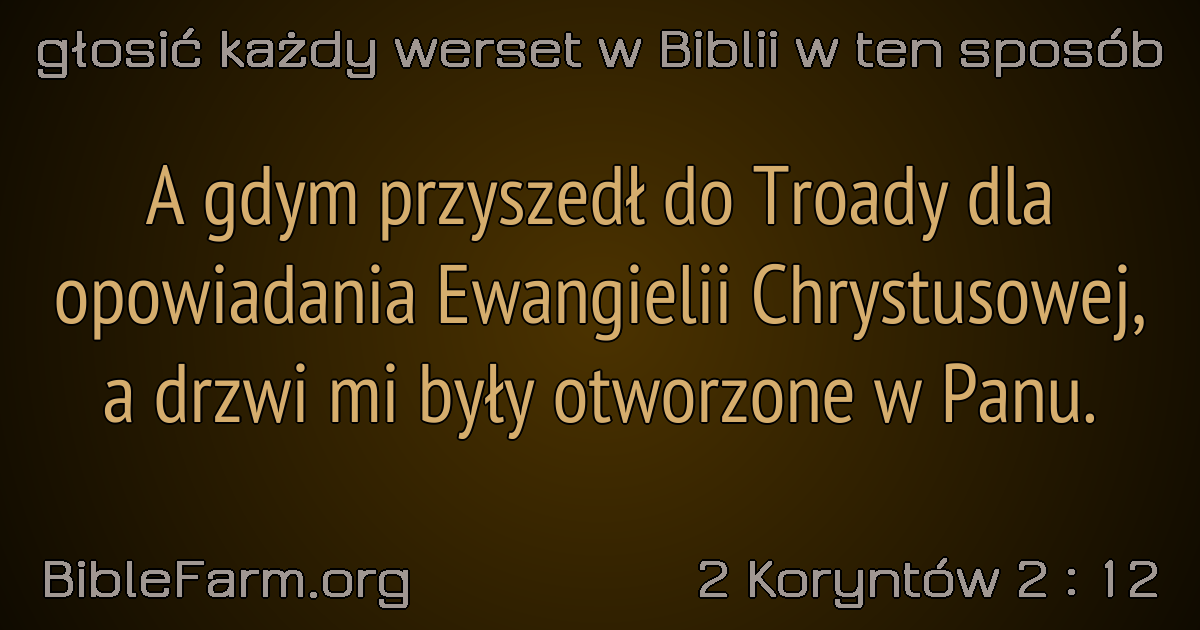 głosić każdy werset w Biblii w ten sposób
A gdym przyszedł do Troady dla
opowiadania Ewangielii Chrystusowej,
a drzwi mi były otworzone w Panu.
BibleFarm.org
2 Koryntów 2 : 12